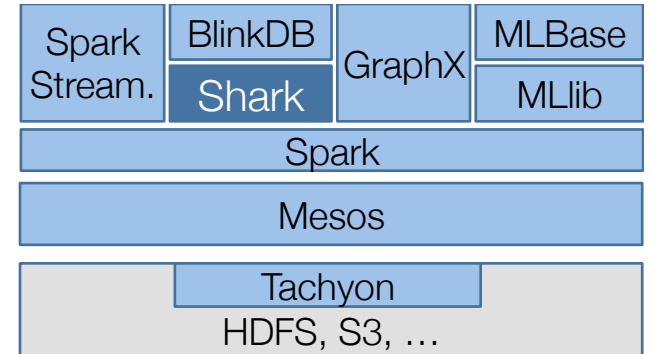 Spark
Stream.
BlinkDB
Shark
GraphX
MLBase
MLlib
Spark
Mesos
Tachyon
HDFS, S3, …